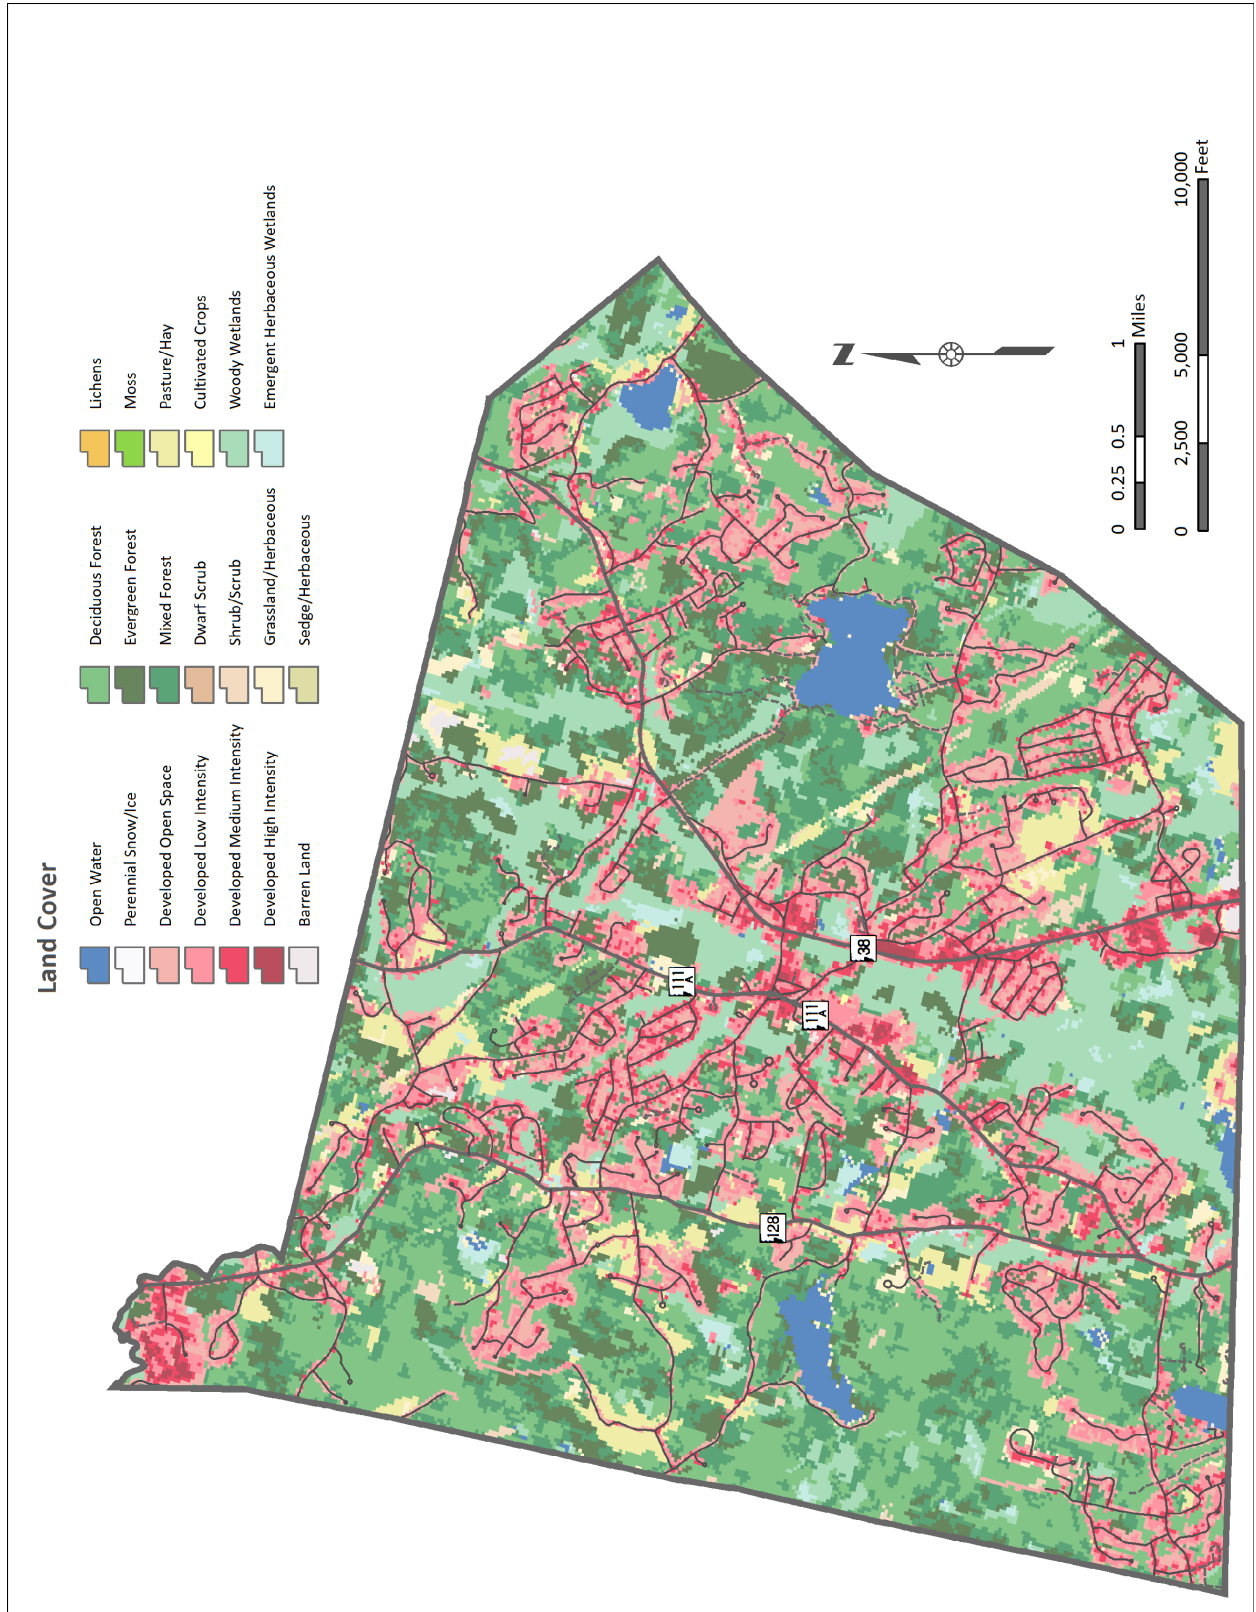 Land Cover
Open Water
Perennial Snow/Ice
Developed Open Space
Developed Low Intensity
Developed Medium Intensity
Developed High Intensity
Barren Land
Deciduous Forest
Evergreen Forest
Mixed Forest
Dwarf Scrub
Shrub/Scrub
Grassland/Herbaceous
Sedge/Herbaceous
Lichens
Moss
Pasture/Hay
Cultivated Crops
Woody Wetlands
Emergent Herbaceous Wetlands
111
A
38
111
A
128
N
0 0.25 0.5 1
Miles
0 2,500 5,000 10,000
Feet